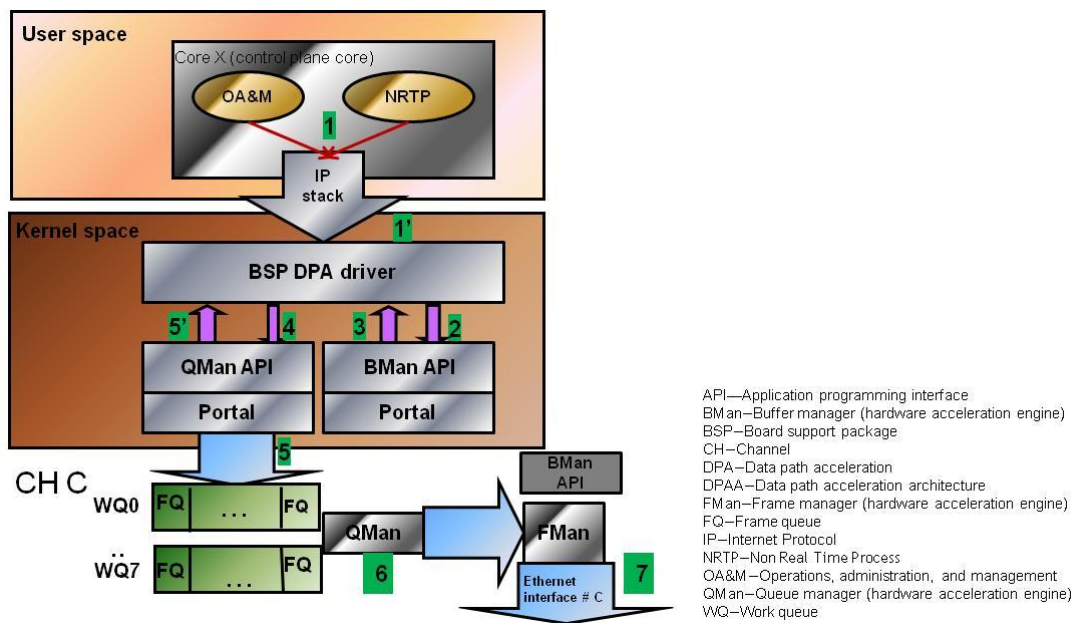 User space
Core X (control plane core)
OA&M
NRTP
1
IP
stack
Kernel space
1'
BSP DPA driver
5'
4
3
2
QMan API
BMan API
Portal
Portal
5
CH C
WQ0
FQ
...
FQ
BMan
API
QMan
FMan
..
WQ7
FQ
...
FQ
6
Ethernet
interface # C
7
API—Application programming interface
BMan—Buffer manager (hardware acceleration engine)
BSP—Board support package
CH—Channel
DPA—Data path acceleration
DPAA—Data path acceleration architecture
FMan—Frame manager (hardware acceleration engine)
FQ—Frame queue
IP—Internet Protocol
NRTP—Non Real Time Process
OA&M—Operations, administration, and management
QMan—Queue manager (hardware acceleration engine)
WQ—Work queue